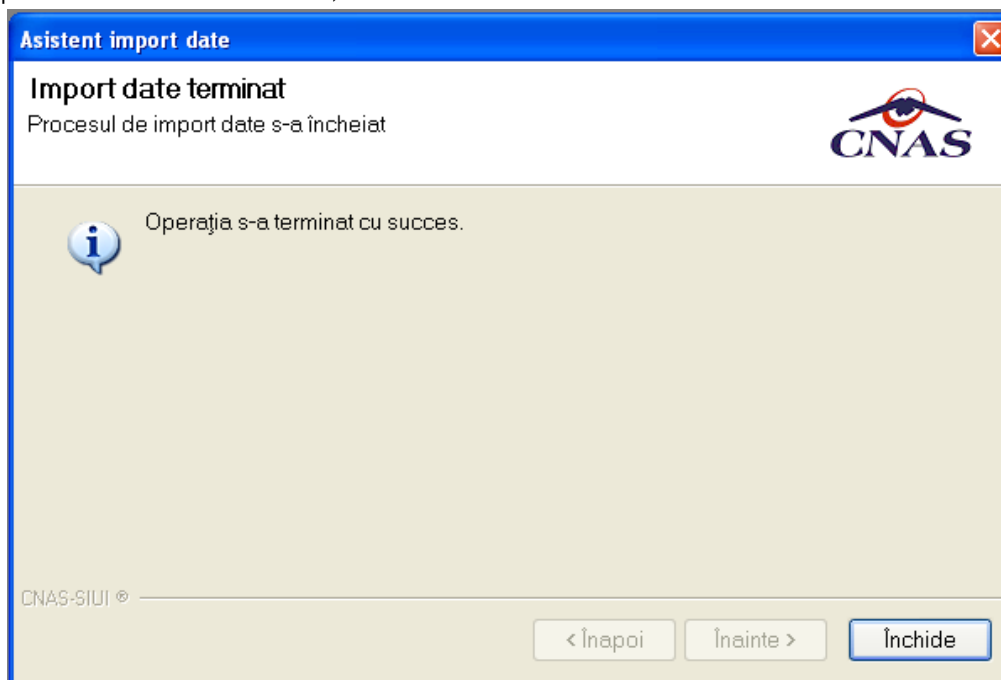 Asistent import date
Import date terminat
Procesul de import date s-a încheiat
CNAS
Operaţia s-a terminat cu succes.
CNAS-SIUI ®
< Înapoi
Înainte >
Închide